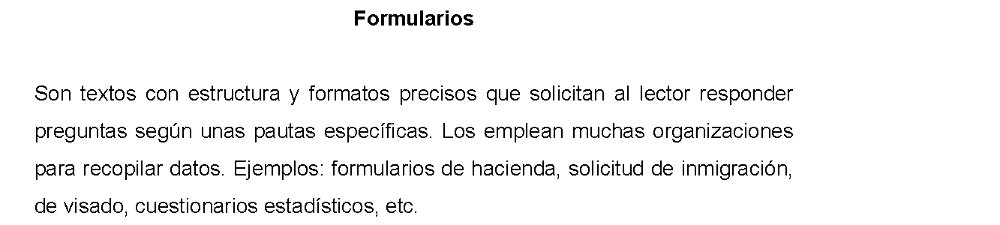 Formularios
Son textos con estructura y formatos precisos que solicitan al lector responder
preguntas según unas pautas específicas. Los emplean muchas organizaciones
para recopilar datos. Ejemplos: formularios de hacienda, solicitud de inmigración,
de visado, cuestionarios estadísticos, etc.